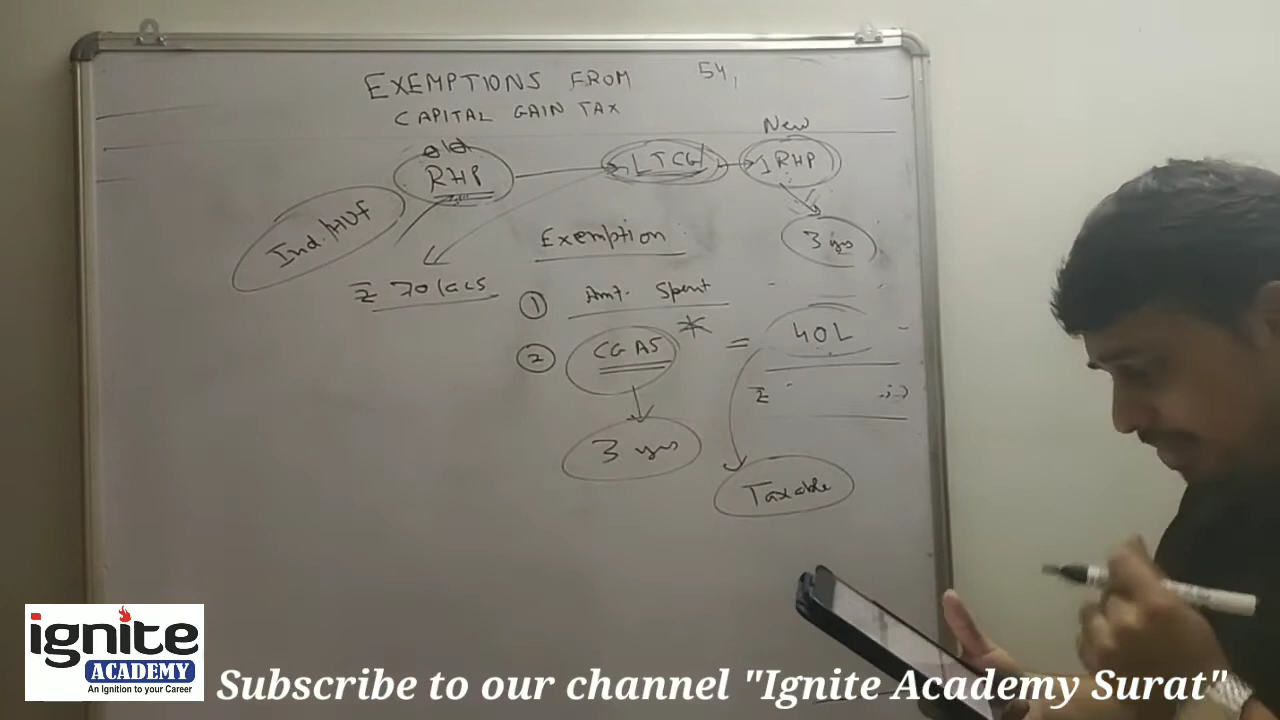 EXEMPTIONS FROM 54,
CAPITAL GAIN TAX
Old
New
RHP
LTCG
1 RHP
Ind./HUF
3 yrs
Exemption
₹ 70 lacs
① Amt. Spent
② CGAS * = 40L
₹
3 yrs
Taxable
ignite
ACADEMY
An Ignition to your Career
Subscribe to our channel "Ignite Academy Surat"